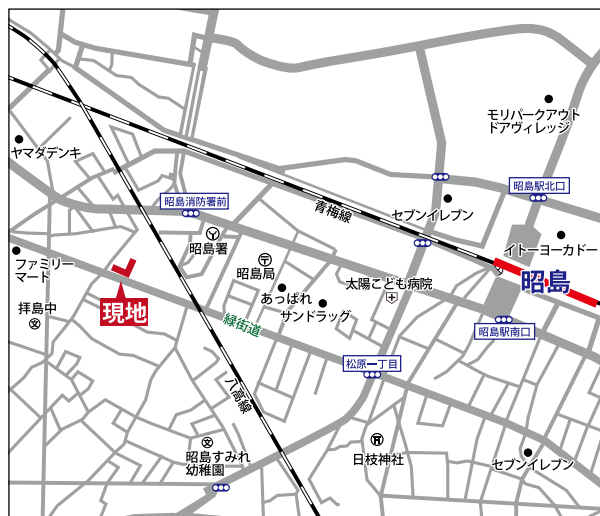 モリパークアウト
ドアヴィレッジ
ヤマダデンキ
昭島駅北口
昭島消防署前
青梅線
セブンイレブン
昭島署
イトーヨーカドー
ファミリー
マート
昭島局
太陽こども病院
昭島
あっぱれ
サンドラッグ
拝島中
現地
緑街道
昭島駅南口
松原一丁目
八高線
昭島すみれ
幼稚園
日枝神社
セブンイレブン